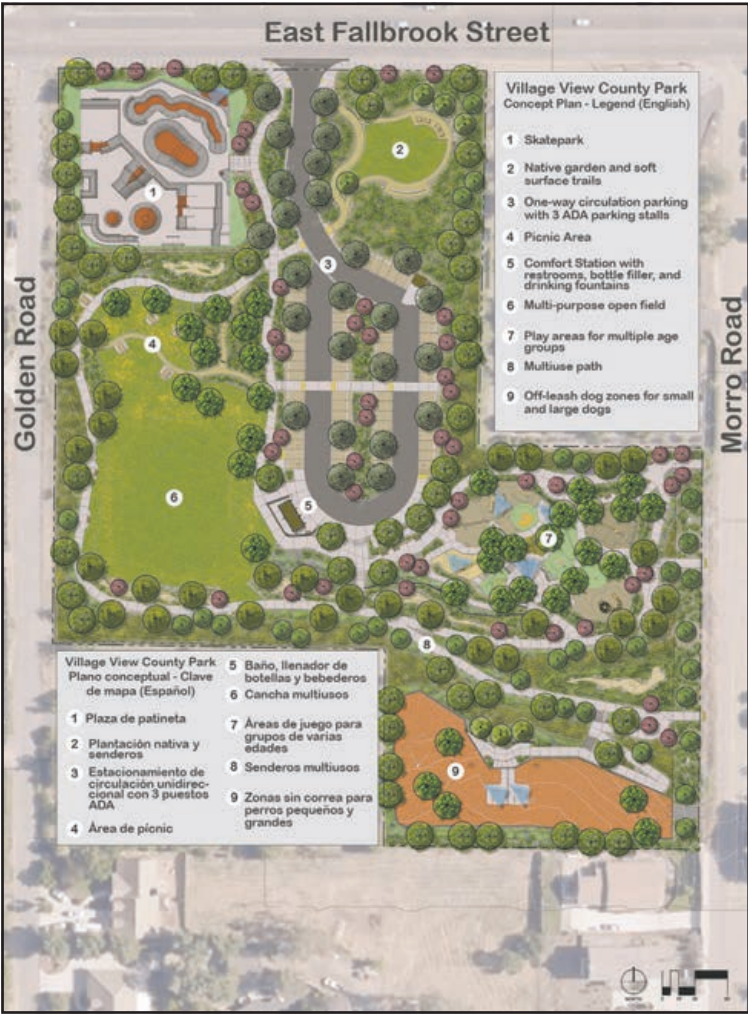 East Fallbrook Street
Village View County Park
Concept Plan - Legend (English)
1 Skatepark
2 Native garden and soft
surface trails
3 One-way circulation parking
with 3 ADA parking stalls
4 Picnic Area
5 Comfort Station with
restrooms, bottle filler, and
drinking fountains
6 Multi-purpose open field
7 Play areas for multiple age
groups
8 Multiuse path
9 Off-leash dog zones for small
and large dogs
Golden Road
Morro Road
1
2
3
4
5
6
7
8
9
Village View County Park
Plano conceptual - Clave
de mapa (Español)
1 Plaza de patineta
2 Plantación nativa y
senderos
3 Estacionamiento de
circulación unidirec-
cional con 3 puestos
ADA
4 Área de picnic
5 Baño, llenador de
botellas y bebederos
6 Cancha multiusos
7 Áreas de juego para
grupos de varias
edades
8 Senderos multiusos
9 Zonas sin correa para
perros pequeños y
grandes
NORTH